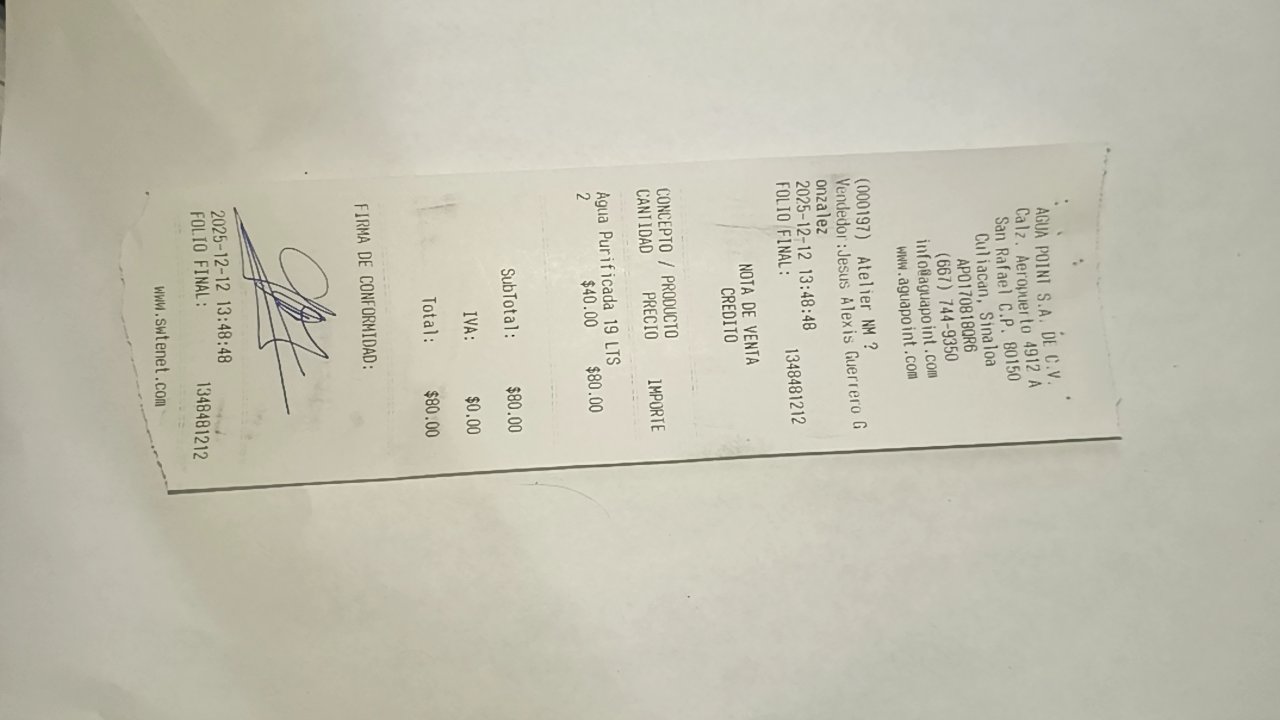 AGUA POINT S.A. DE C.V.
Calz. Aeropuerto 4912 A
San Rafael C.P. 80150
Culiacan, Sinaloa
APO170818QR6
(667) 744-9350
info@aguapoint.com
www.aguapoint.com
(000197) Atelier NM ?
Vendedor:Jesus Alexis Guerrero G
onzalez
2025-12-12 13:48:48
FOLIO FINAL: 1348481212
NOTA DE VENTA
CREDITO
CONCEPTO / PRODUCTO
CANTIDAD PRECIO IMPORTE
Agua Purificada 19 LTS
2 $40.00 $80.00
SubTotal: $80.00
IVA: $0.00
Total: $80.00
FIRMA DE CONFORMIDAD:
2025-12-12 13:48:48
FOLIO FINAL: 1348481212
www.swtenet.com